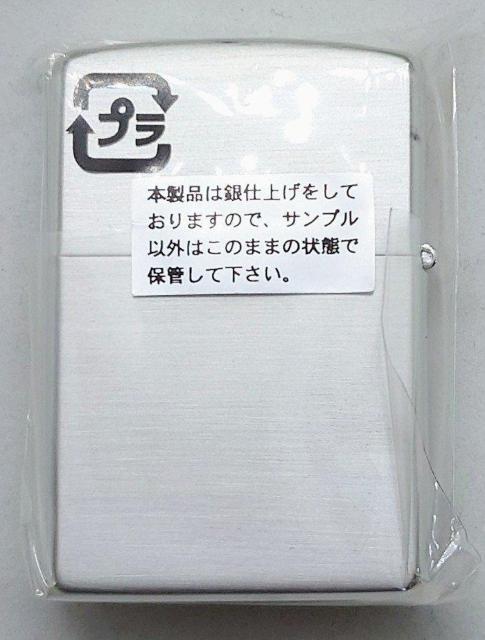 プラ
本製品は銀仕上げをして
おりますので、サンプル
以外はこのままの状態で
保管して下さい。